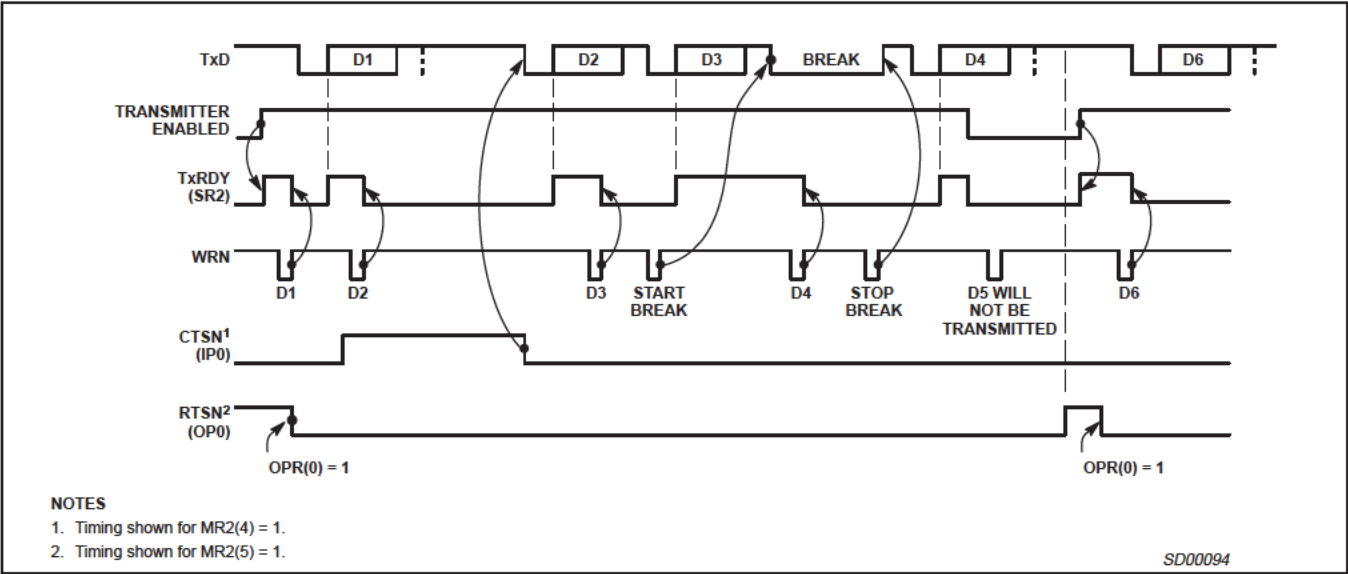 TxD
D1
D2
D3
BREAK
D4
D6
TRANSMITTER
ENABLED
TxRDY
(SR2)
WRN
D1
D2
D3
START
BREAK
D4
STOP
BREAK
D5 WILL
NOT BE
TRANSMITTED
D6
CTSN¹
(IP0)
RTSN²
(OP0)
OPR(0) = 1
OPR(0) = 1
NOTES
1. Timing shown for MR2(4) = 1.
2. Timing shown for MR2(5) = 1.
SD00094